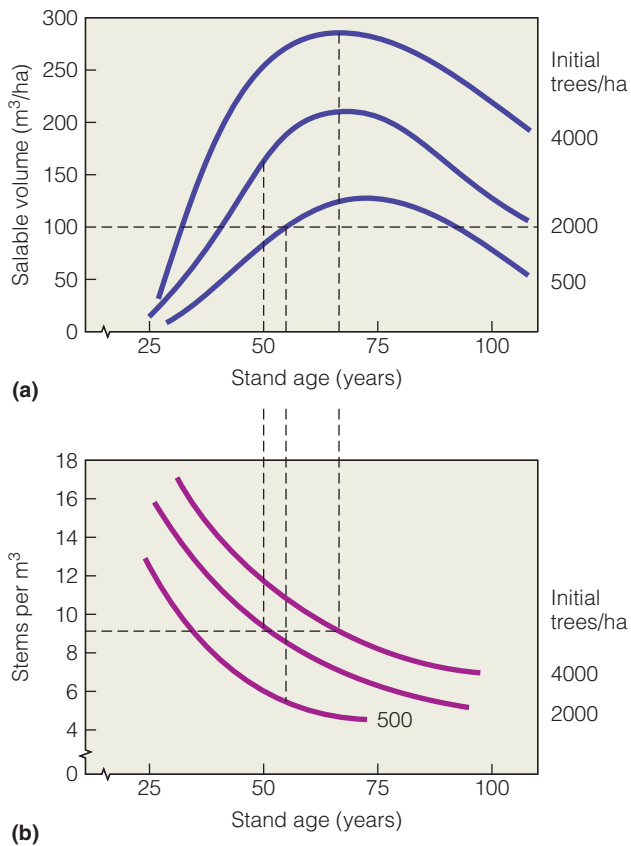 300
250
200
150
100
50
0
Salable volume (m³/ha)
25 50 75 100
Stand age (years)
Initial
trees/ha
4000
2000
500
(a)
18
16
14
12
10
8
6
4
0
Stems per m³
500
25 50 75 100
Stand age (years)
Initial
trees/ha
4000
2000
(b)